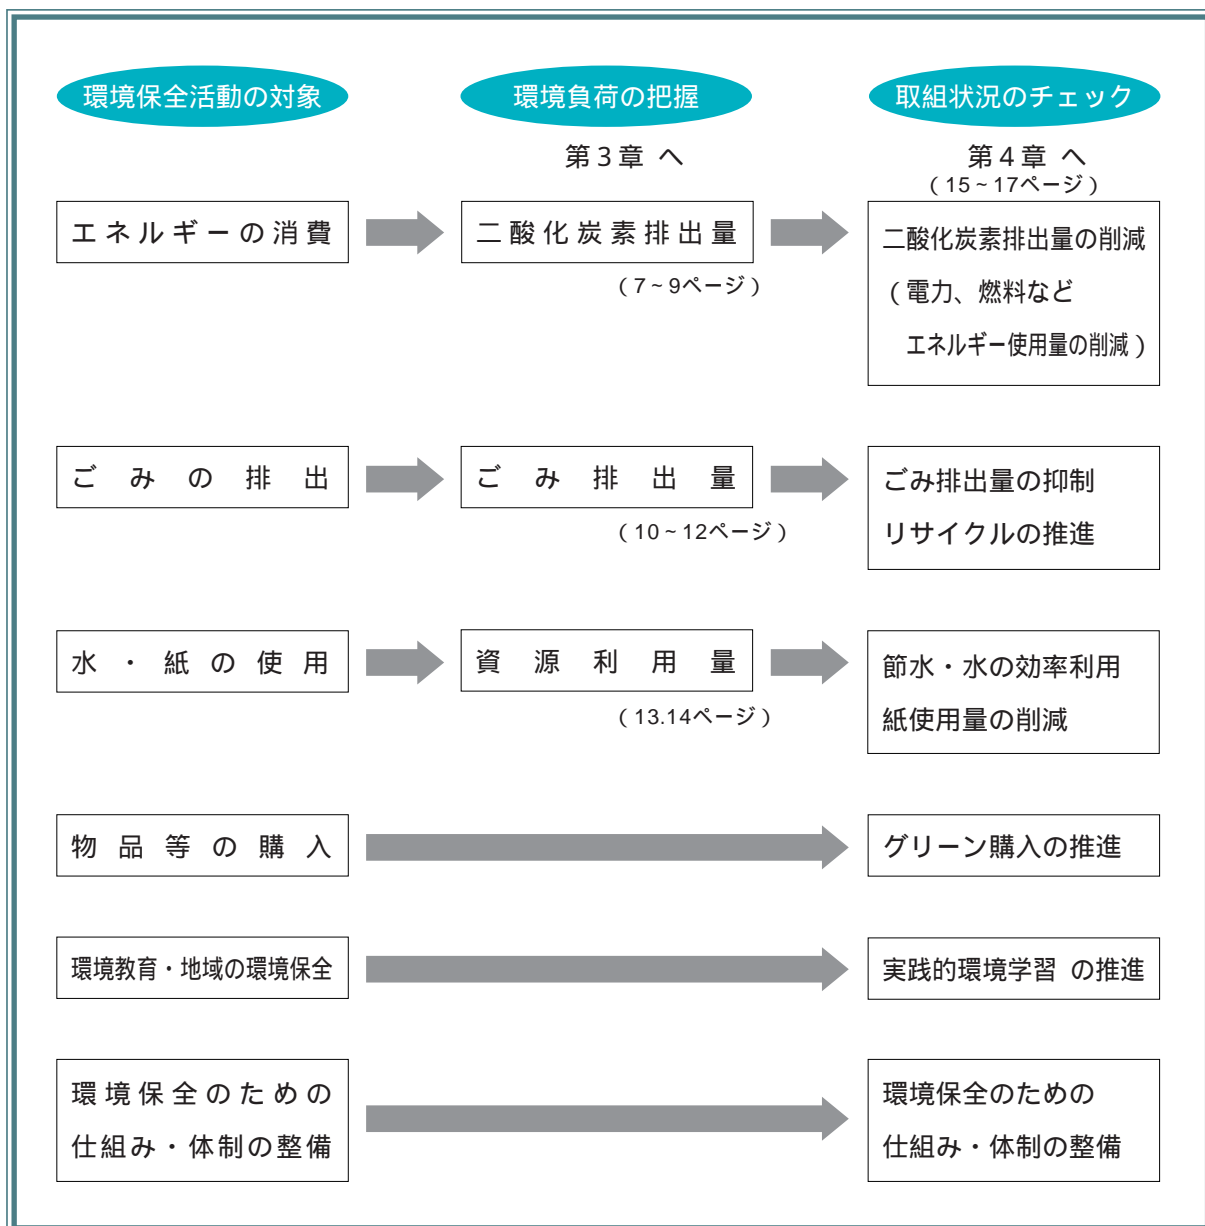 環境保全活動の対象
環境負荷の把握
取組状況のチェック
第3章 へ
第4章 へ
(15~17ページ)
エネルギーの消費
二酸化炭素排出量
(7~9ページ)
二酸化炭素排出量の削減
(電力、燃料など
エネルギー使用量の削減)
ごみの排出
ごみ排出量
(10~12ページ)
ごみ排出量の抑制
リサイクルの推進
水・紙の使用
資源利用量
(13.14ページ)
節水・水の効率利用
紙使用量の削減
物品等の購入
グリーン購入の推進
環境教育・地域の環境保全
実践的環境学習 の推進
環境保全のための
仕組み・体制の整備
環境保全のための
仕組み・体制の整備